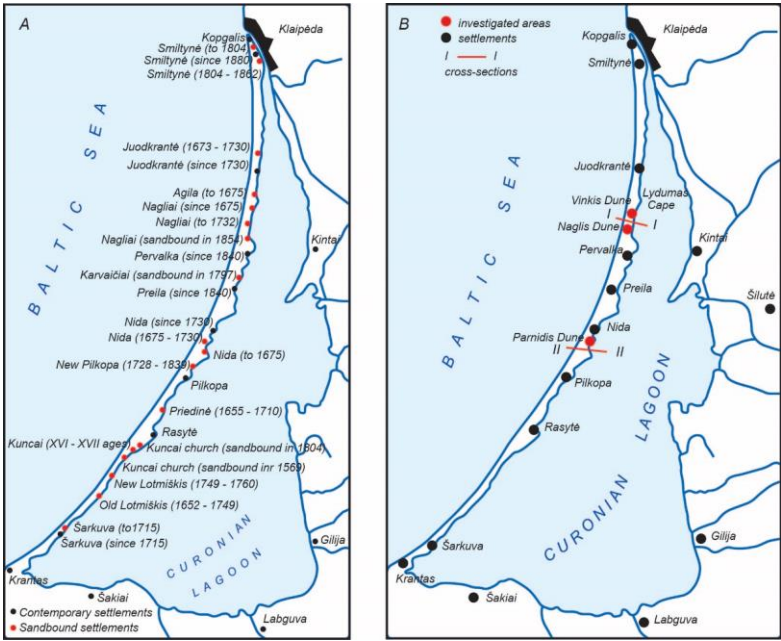 A
Kopgalis
Klaipėda
Smiltynė (to 1804)
Smiltynė (since 1880)
Smiltynė (1804 - 1862)
Juodkrantė (1673 - 1730)
Juodkrantė (since 1730)
Agila (to 1675)
Nagliai (since 1675)
Nagliai (to 1732)
Nagliai (sandbound in 1854)
Kintai
Pervalka (since 1840)
Karvaičiai (sandbound in 1797)
Preila (since 1840)
Nida (since 1730)
Nida (1675 - 1730)
Nida (to 1675)
New Pilkopa (1728 - 1839)
Pilkopa
Priedinė (1655 - 1710)
Rasytė
Kuncai (XVI - XVII ages)
Kuncai church (sandbound in 1804)
Kuncai church (sandbound inr 1569)
New Lotmiškis (1749 - 1760)
Old Lotmiškis (1652 - 1749)
Šarkuva (to1715)
Šarkuva (since 1715)
Gilija
Krantas
Šakiai
Labguva
BALTIC SEA
CURONIAN
LAGOON
Contemporary settlements
Sandbound settlements
B
investigated areas
settlements
I I
cross-sections
Kopgalis
Klaipėda
Smiltynė
Juodkrantė
Vinkis Dune
Lydumas
Cape
I I
Naglis Dune
Pervalka
Kintai
Preila
Šilutė
Nida
Parnidis Dune
II II
Pilkopa
Rasytė
Šarkuva
Gilija
Krantas
Šakiai
Labguva
BALTIC SEA
CURONIAN LAGOON